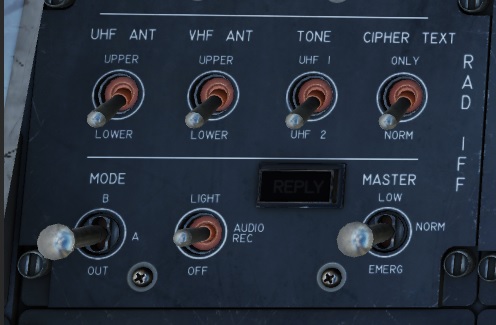 UHF ANT VHF ANT TONE CIPHER TEXT
UPPER UPPER UHF 1 ONLY
LOWER LOWER UHF 2 NORM
RAD IFF
REPLY
MODE MASTER
B LIGHT LOW
A AUDIO REC NORM
OUT OFF EMERG